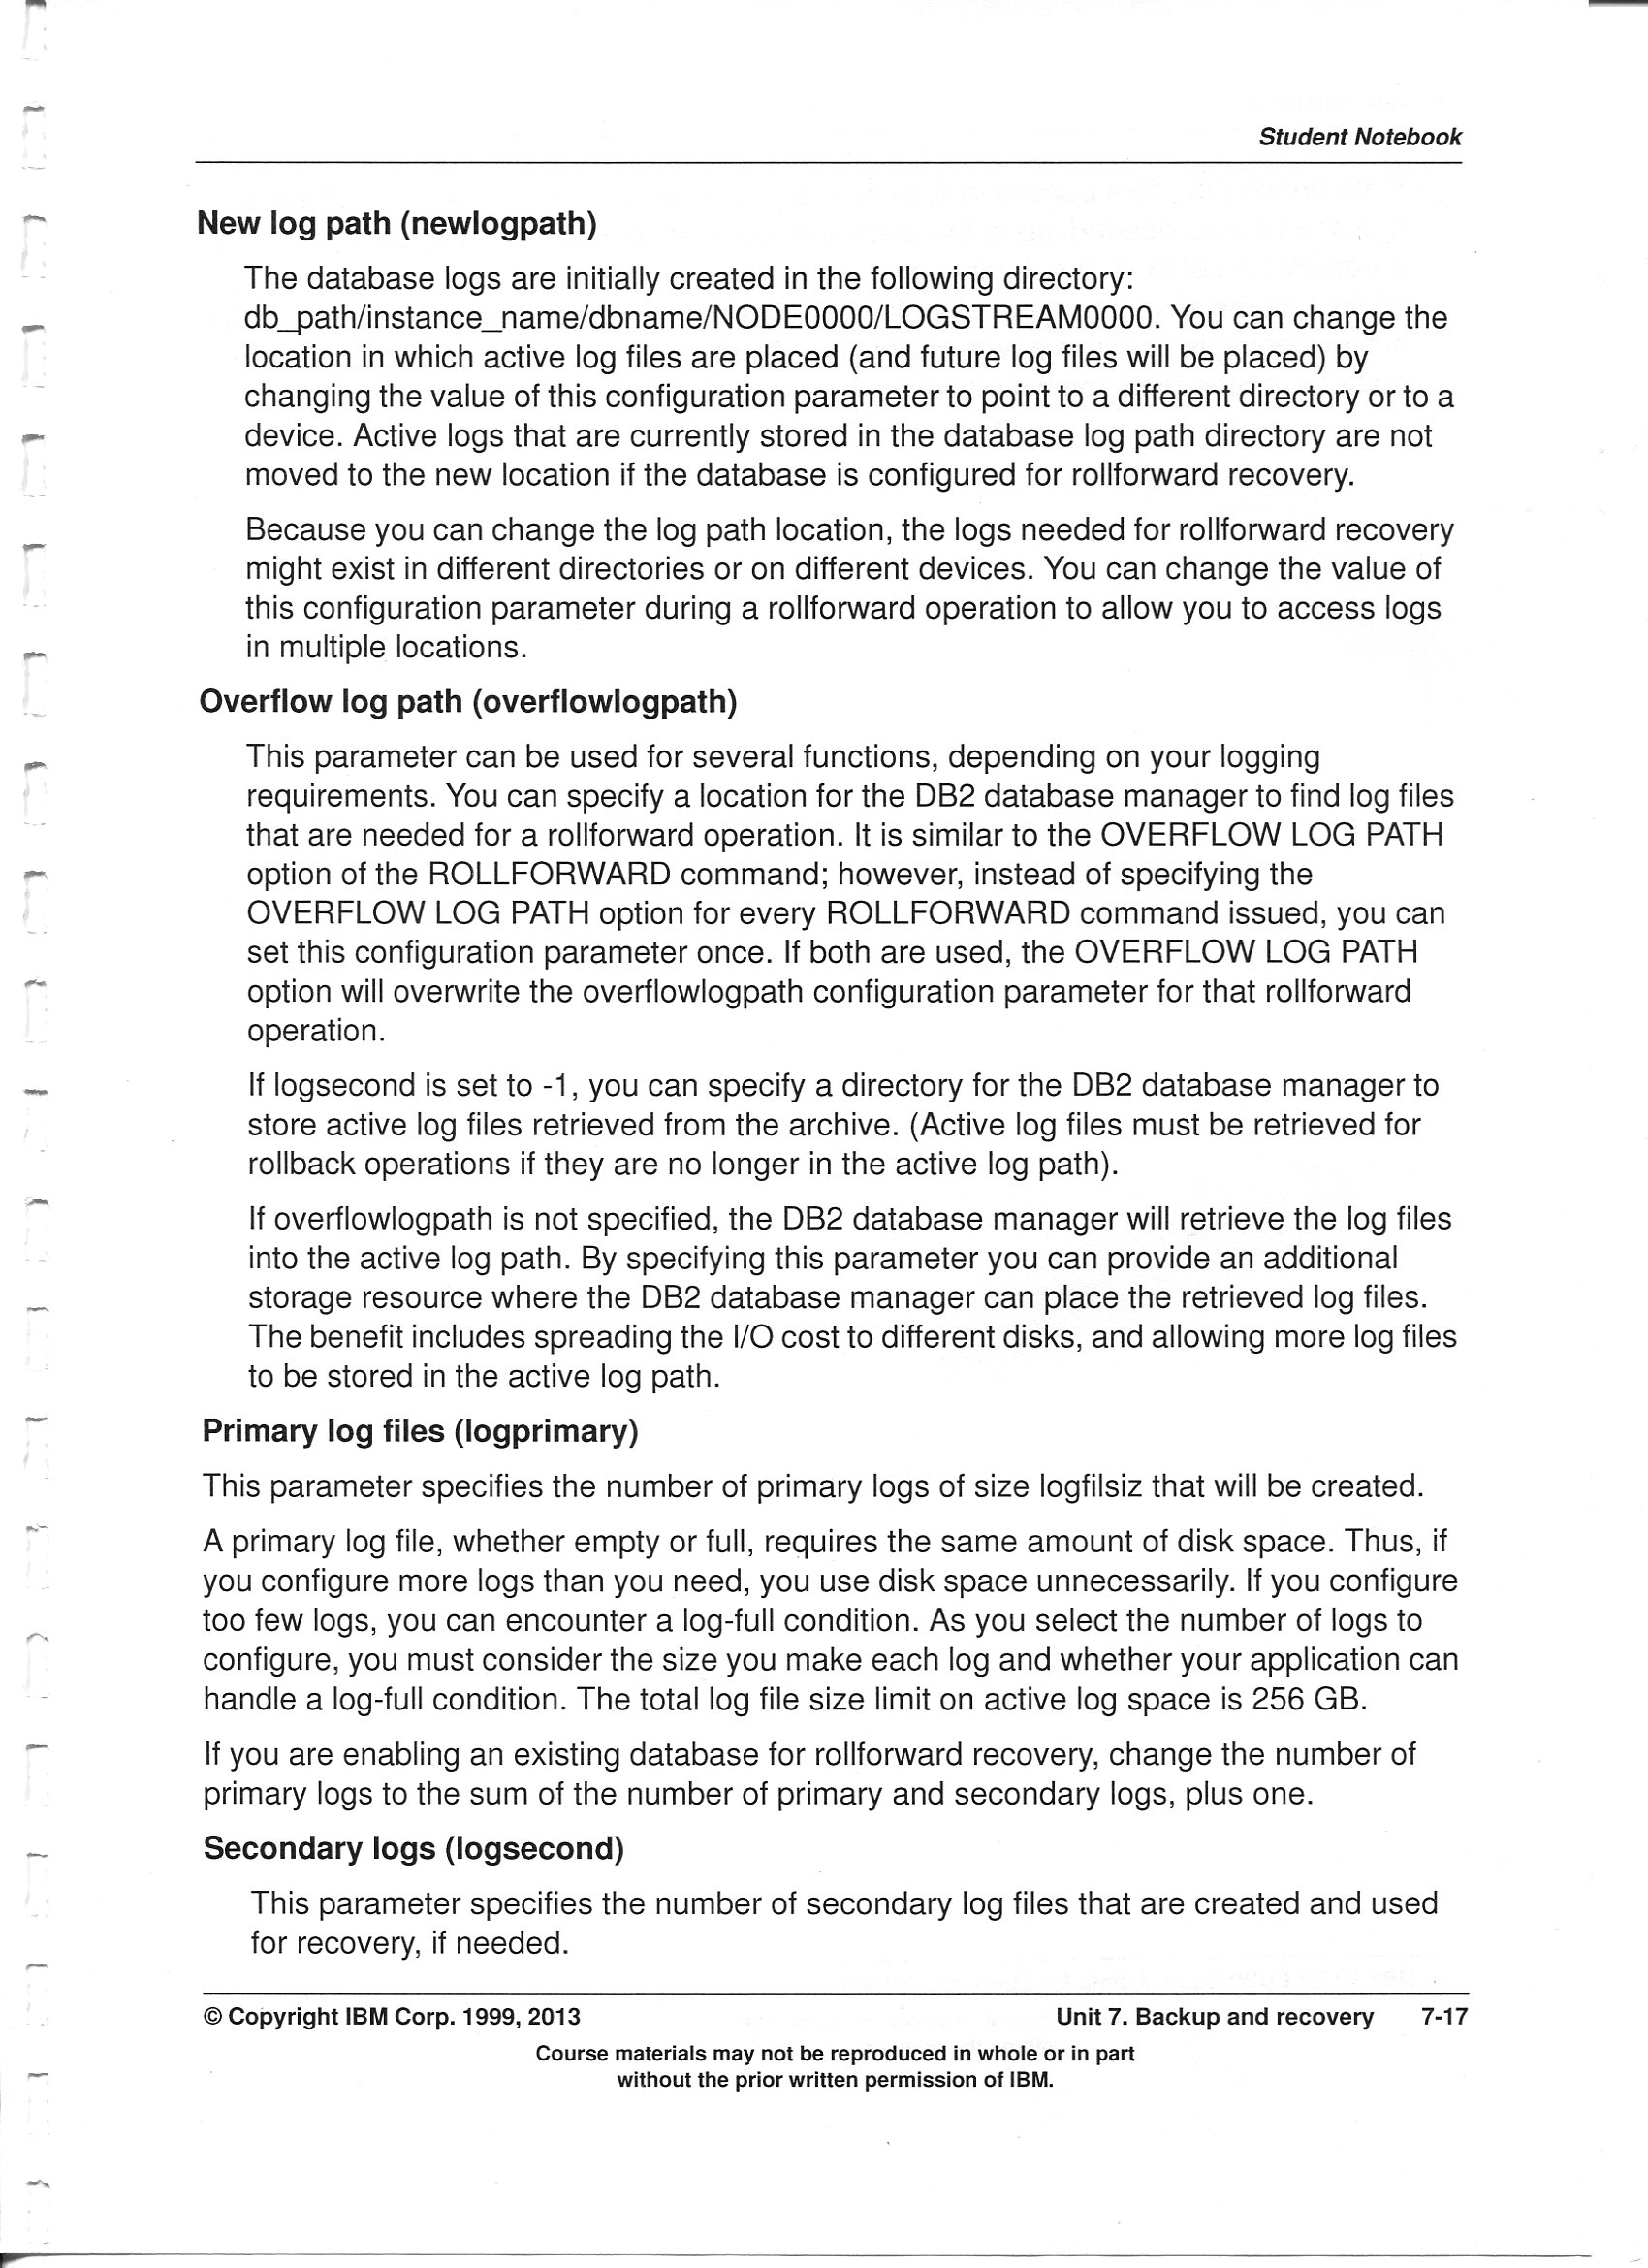 Student Notebook
New log path (newlogpath)
The database logs are initially created in the following directory:
db_path/instance_name/dbname/NODE0000/LOGSTREAM0000. You can change the
location in which active log files are placed (and future log files will be placed) by
changing the value of this configuration parameter to point to a different directory or to a
device. Active logs that are currently stored in the database log path directory are not
moved to the new location if the database is configured for rollforward recovery.
Because you can change the log path location, the logs needed for rollforward recovery
might exist in different directories or on different devices. You can change the value of
this configuration parameter during a rollforward operation to allow you to access logs
in multiple locations.
Overflow log path (overflowlogpath)
This parameter can be used for several functions, depending on your logging
requirements. You can specify a location for the DB2 database manager to find log files
that are needed for a rollforward operation. It is similar to the OVERFLOW LOG PATH
option of the ROLLFORWARD command; however, instead of specifying the
OVERFLOW LOG PATH option for every ROLLFORWARD command issued, you can
set this configuration parameter once. If both are used, the OVERFLOW LOG PATH
option will overwrite the overflowlogpath configuration parameter for that rollforward
operation.
If logsecond is set to -1, you can specify a directory for the DB2 database manager to
store active log files retrieved from the archive. (Active log files must be retrieved for
rollback operations if they are no longer in the active log path).
If overflowlogpath is not specified, the DB2 database manager will retrieve the log files
into the active log path. By specifying this parameter you can provide an additional
storage resource where the DB2 database manager can place the retrieved log files.
The benefit includes spreading the I/O cost to different disks, and allowing more log files
to be stored in the active log path.
Primary log files (logprimary)
This parameter specifies the number of primary logs of size logfilsiz that will be created.
A primary log file, whether empty or full, requires the same amount of disk space. Thus, if
you configure more logs than you need, you use disk space unnecessarily. If you configure
too few logs, you can encounter a log-full condition. As you select the number of logs to
configure, you must consider the size you make each log and whether your application can
handle a log-full condition. The total log file size limit on active log space is 256 GB.
If you are enabling an existing database for rollforward recovery, change the number of
primary logs to the sum of the number of primary and secondary logs, plus one.
Secondary logs (logsecond)
This parameter specifies the number of secondary log files that are created and used
for recovery, if needed.
© Copyright IBM Corp. 1999, 2013 Unit 7. Backup and recovery 7-17
Course materials may not be reproduced in whole or in part
without the prior written permission of IBM.